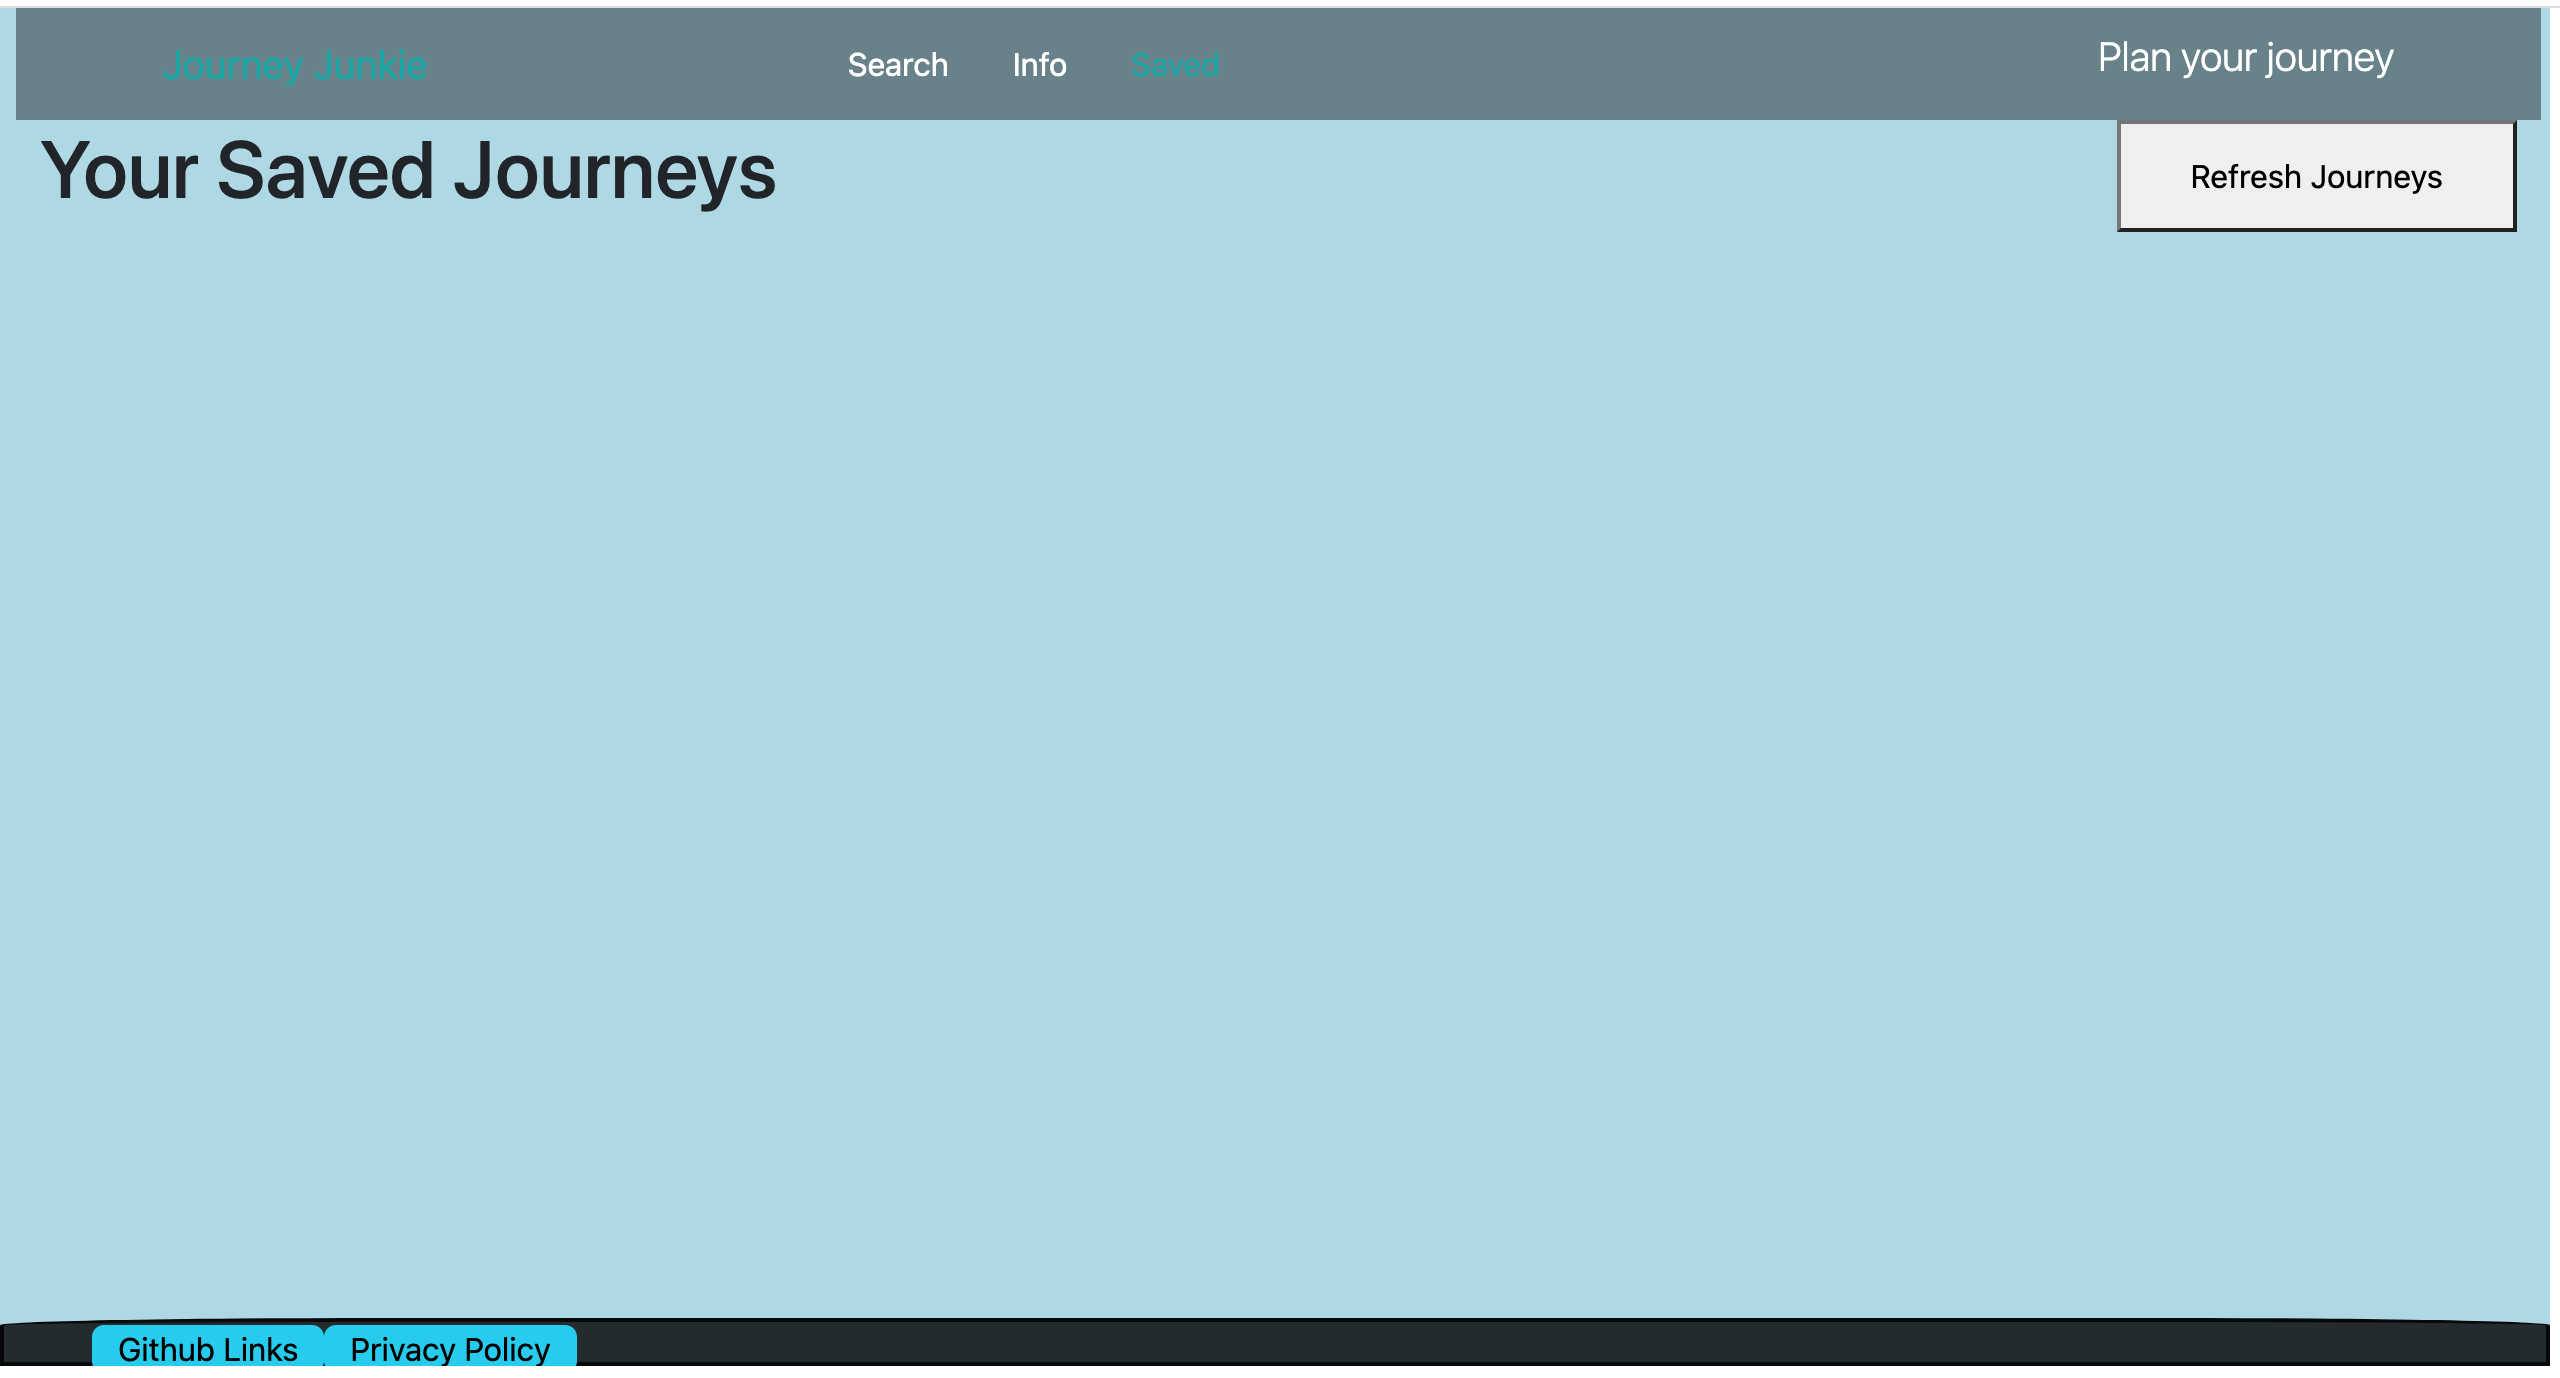 Journey Junkie Search Info Saved Plan your journey
Your Saved Journeys Refresh Journeys
Github Links Privacy Policy